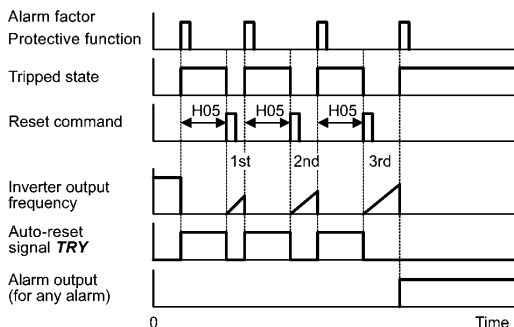 Alarm factor
Protective function
Tripped state
H05 H05 H05
Reset command
1st 2nd 3rd
Inverter output
frequency
Auto-reset
signal TRY
Alarm output
(for any alarm)
0 Time